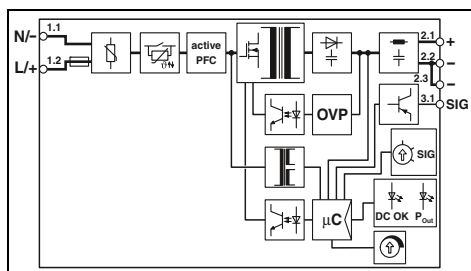 N/-
1.1
L/+
1.2
active
PFC
2.1
+
2.2
-
2.3
-
3.1
SIG
OVP
SIG
μC
DC OK
POut
ϑ